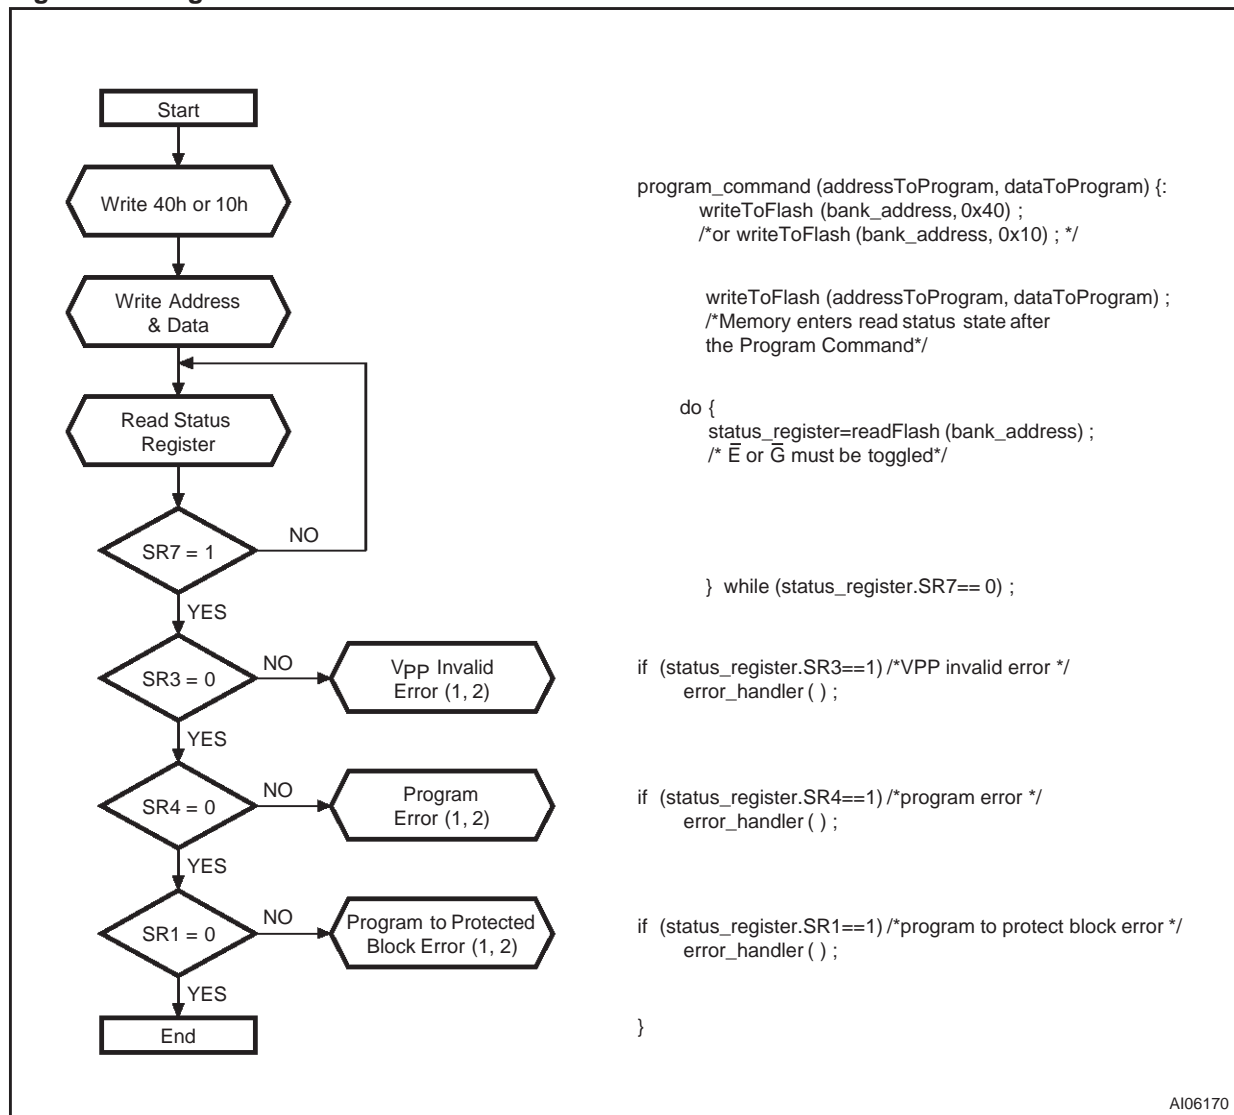 Start
Write 40h or 10h
Write Address
& Data
Read Status
Register
SR7 = 1
NO
YES
SR3 = 0
NO
VPP Invalid
Error (1, 2)
YES
SR4 = 0
NO
Program
Error (1, 2)
YES
SR1 = 0
NO
Program to Protected
Block Error (1, 2)
YES
End
program_command (addressToProgram, dataToProgram) {:
writeToFlash (bank_address, 0x40) ;
/*or writeToFlash (bank_address, 0x10) ; */
writeToFlash (addressToProgram, dataToProgram) ;
/*Memory enters read status state after
the Program Command*/
do {
status_register=readFlash (bank_address) ;
/* E̅ or G̅ must be toggled*/
} while (status_register.SR7== 0) ;
if (status_register.SR3==1) /*VPP invalid error */
error_handler ( ) ;
if (status_register.SR4==1) /*program error */
error_handler ( ) ;
if (status_register.SR1==1) /*program to protect block error */
error_handler ( ) ;
}
AI06170